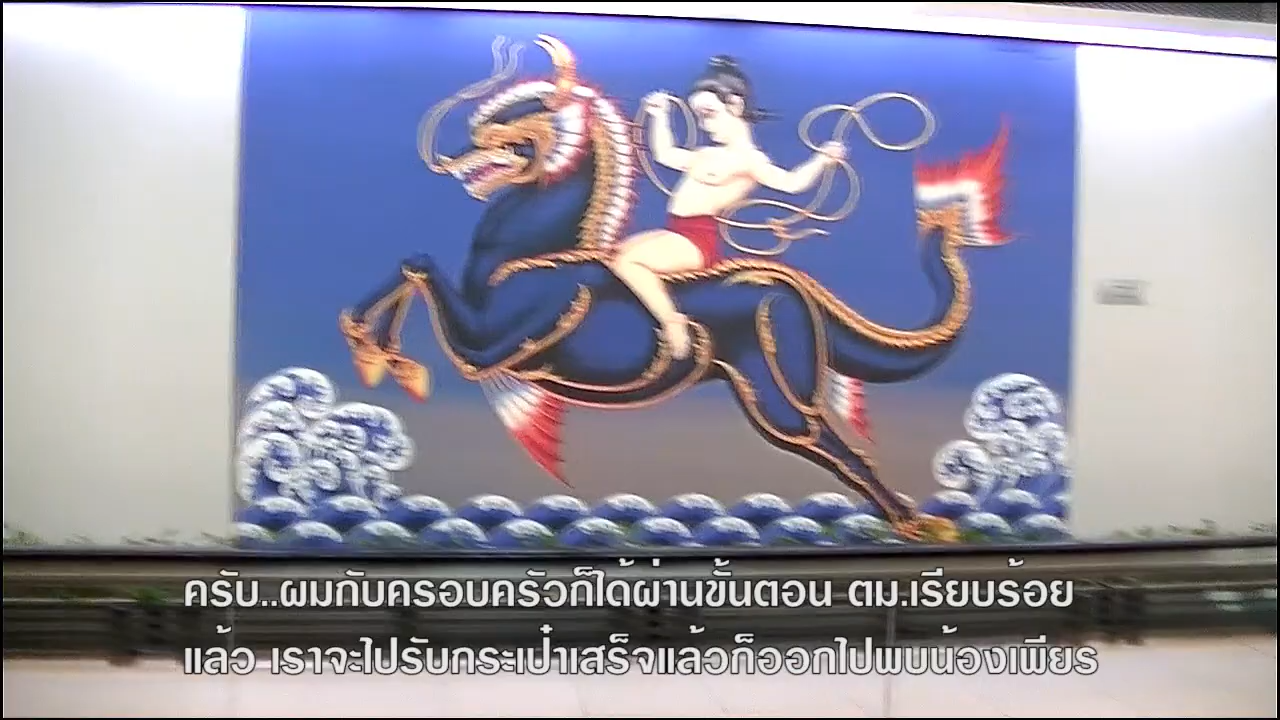 ครับ..ผมกับครอบครัวก็ได้ผ่านขั้นตอน ตม.เรียบร้อย
แล้ว เราจะไปรับกระเป๋าเสร็จแล้วก็ออกไปพบน้องเพียร